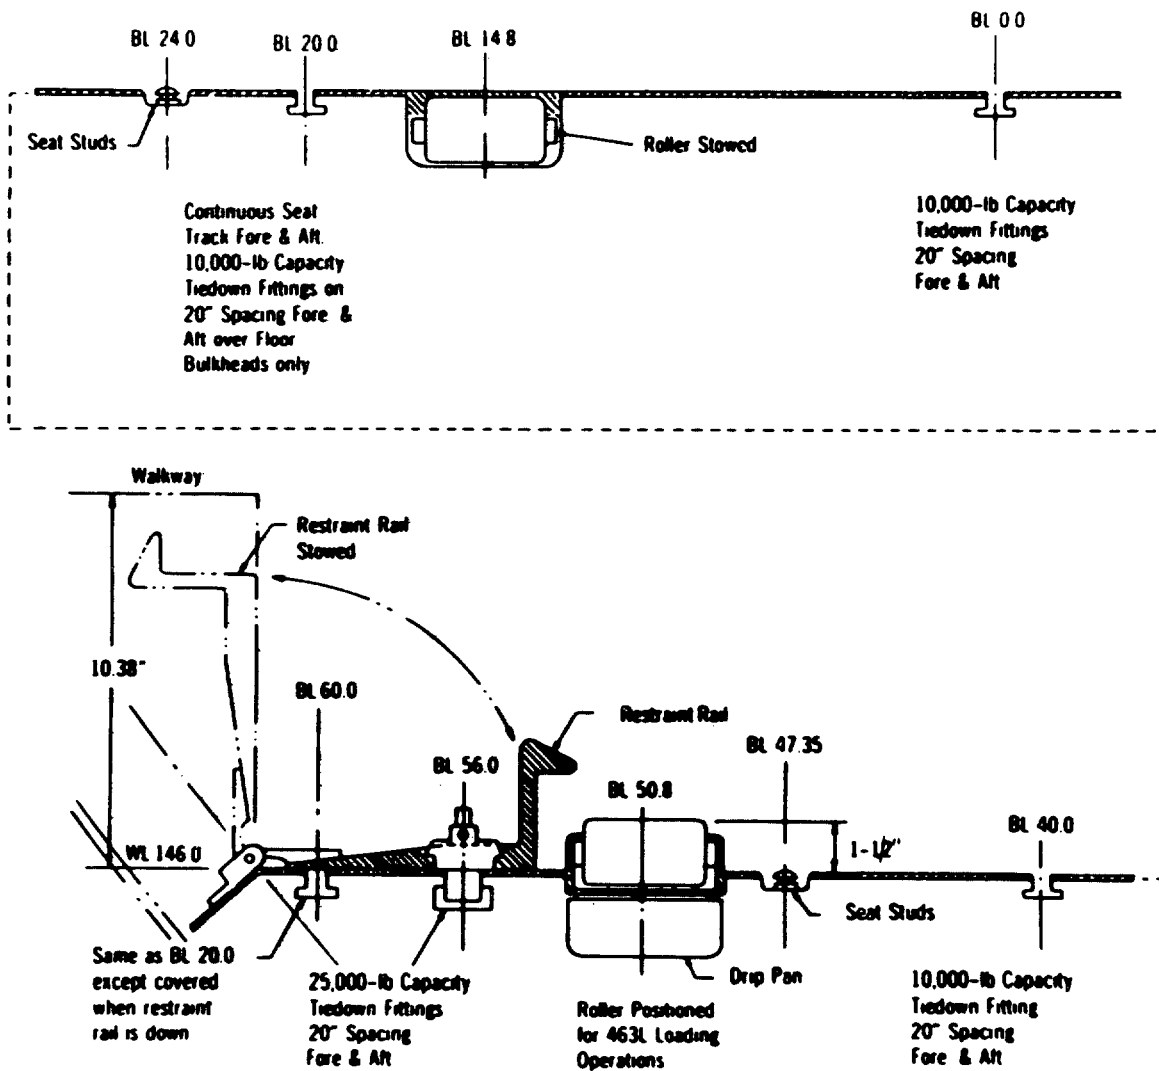 BL 24.0
BL 20.0
BL 14.8
BL 0.0
Seat Studs
Roller Stowed
Continuous Seat
Track Fore & Aft.
10,000-lb Capacity
Tiedown Fittings on
20" Spacing Fore &
Aft over Floor
Bulkheads only
10,000-lb Capacity
Tiedown Fittings
20" Spacing
Fore & Aft
Walkway
Restraint Rail
Stowed
10.38"
BL 60.0
Restraint Rail
BL 56.0
BL 47.35
BL 50.8
BL 40.0
WL 146.0
1-1/2"
Seat Studs
Same as BL 20.0
except covered
when restraint
rail is down
25,000-lb Capacity
Tiedown Fittings
20" Spacing
Fore & Aft
Drip Pan
Roller Positioned
for 463L Loading
Operations
10,000-lb Capacity
Tiedown Fitting
20" Spacing
Fore & Aft